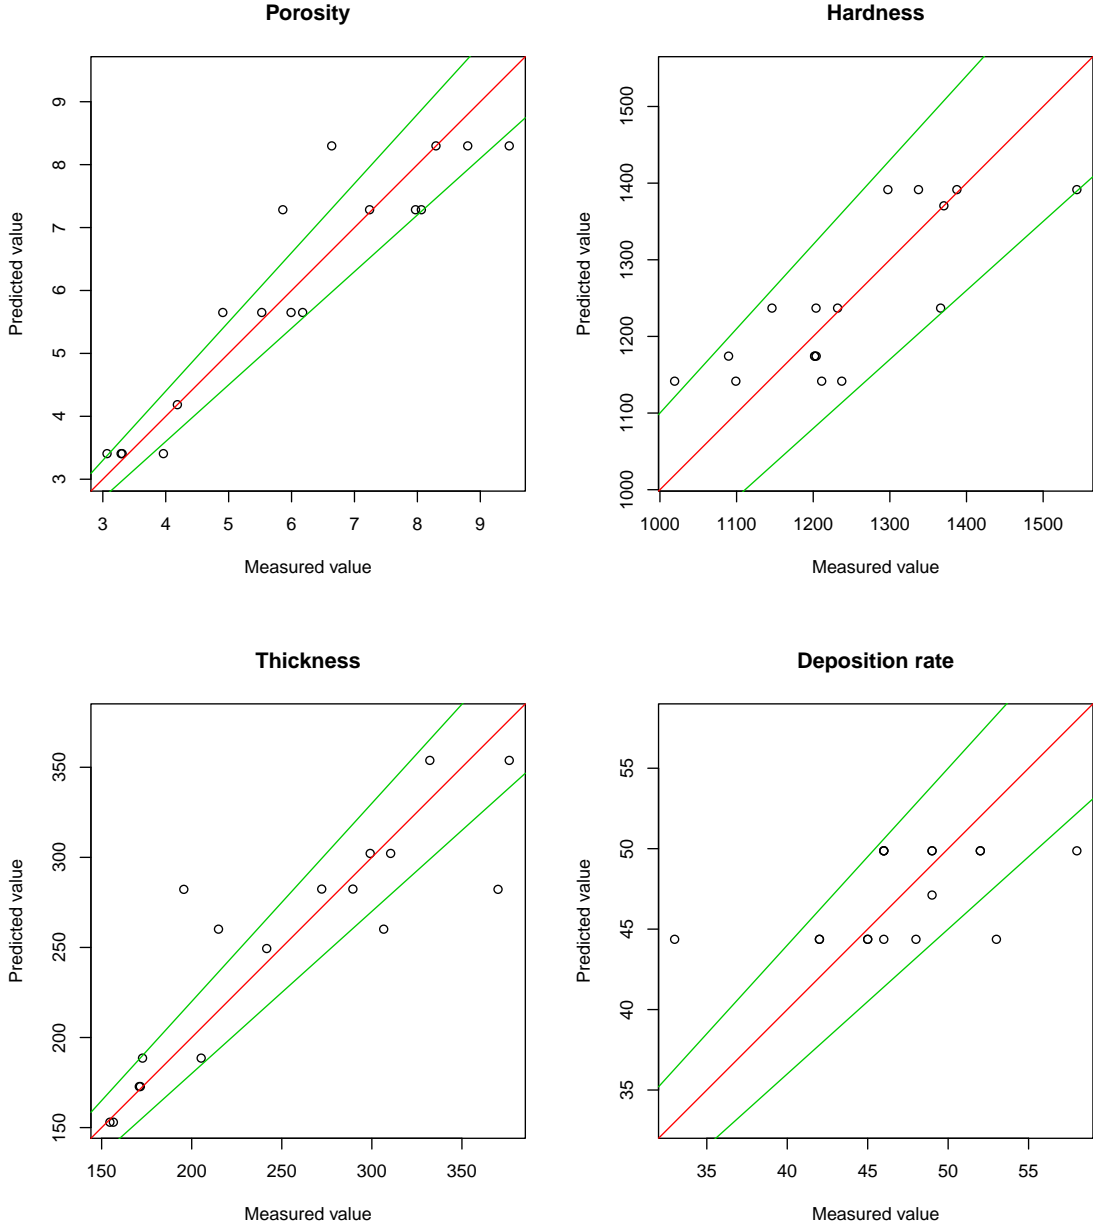 Porosity
Predicted value
3 4 5 6 7 8 9
3 4 5 6 7 8 9
Measured value
Hardness
Predicted value
1000 1100 1200 1300 1400 1500
1000 1100 1200 1300 1400 1500
Measured value
Thickness
Predicted value
150 200 250 300 350
150 200 250 300 350
Measured value
Deposition rate
Predicted value
35 40 45 50 55
35 40 45 50 55
Measured value